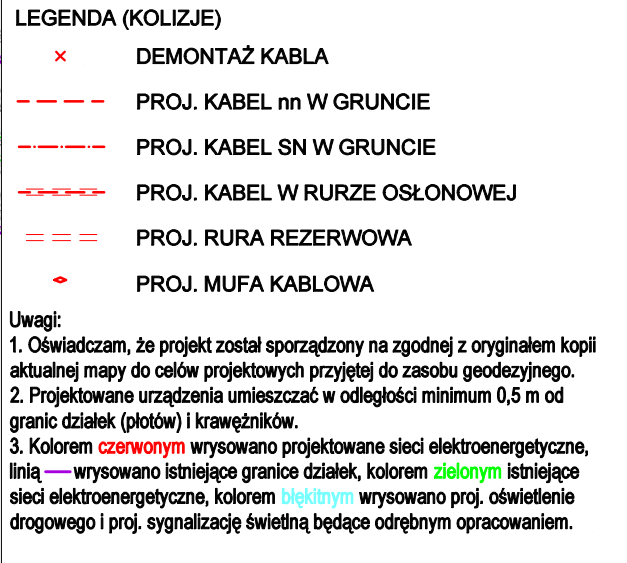 LEGENDA (KOLIZJE)
DEMONTAŻ KABLA
PROJ. KABEL nn W GRUNCIE
PROJ. KABEL SN W GRUNCIE
PROJ. KABEL W RURZE OSŁONOWEJ
PROJ. RURA REZERWOWA
PROJ. MUFA KABLOWA
Uwagi:
1. Oświadczam, że projekt został sporządzony na zgodnej z oryginałem kopii
aktualnej mapy do celów projektowych przyjętej do zasobu geodezyjnego.
2. Projektowane urządzenia umieszczać w odległości minimum 0,5 m od
granic działek (płotów) i krawężników.
3. Kolorem czerwonym wrysowano projektowane sieci elektroenergetyczne,
linią wrysowano istniejące granice działek, kolorem zielonym istniejące
sieci elektroenergetyczne, kolorem błękitnym wrysowano proj. oświetlenie
drogowego i proj. sygnalizację świetlną będące odrębnym opracowaniem.